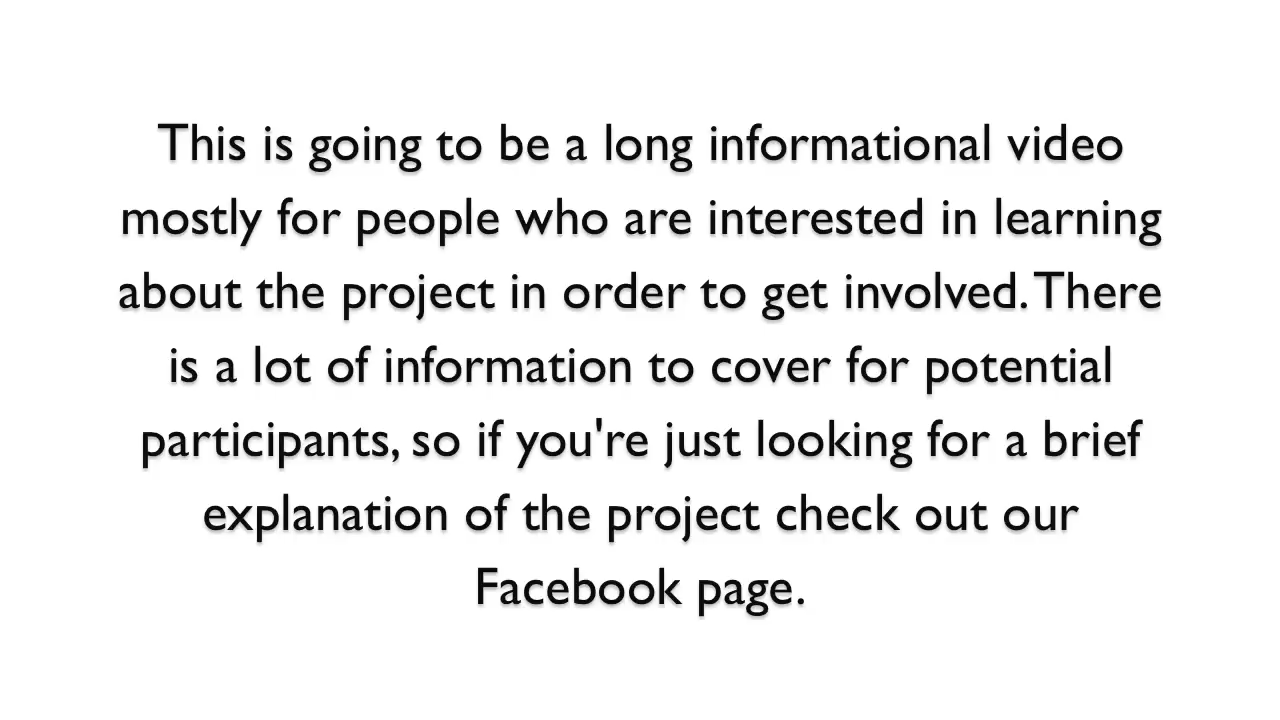 This is going to be a long informational video
mostly for people who are interested in learning
about the project in order to get involved. There
is a lot of information to cover for potential
participants, so if you're just looking for a brief
explanation of the project check out our
Facebook page.